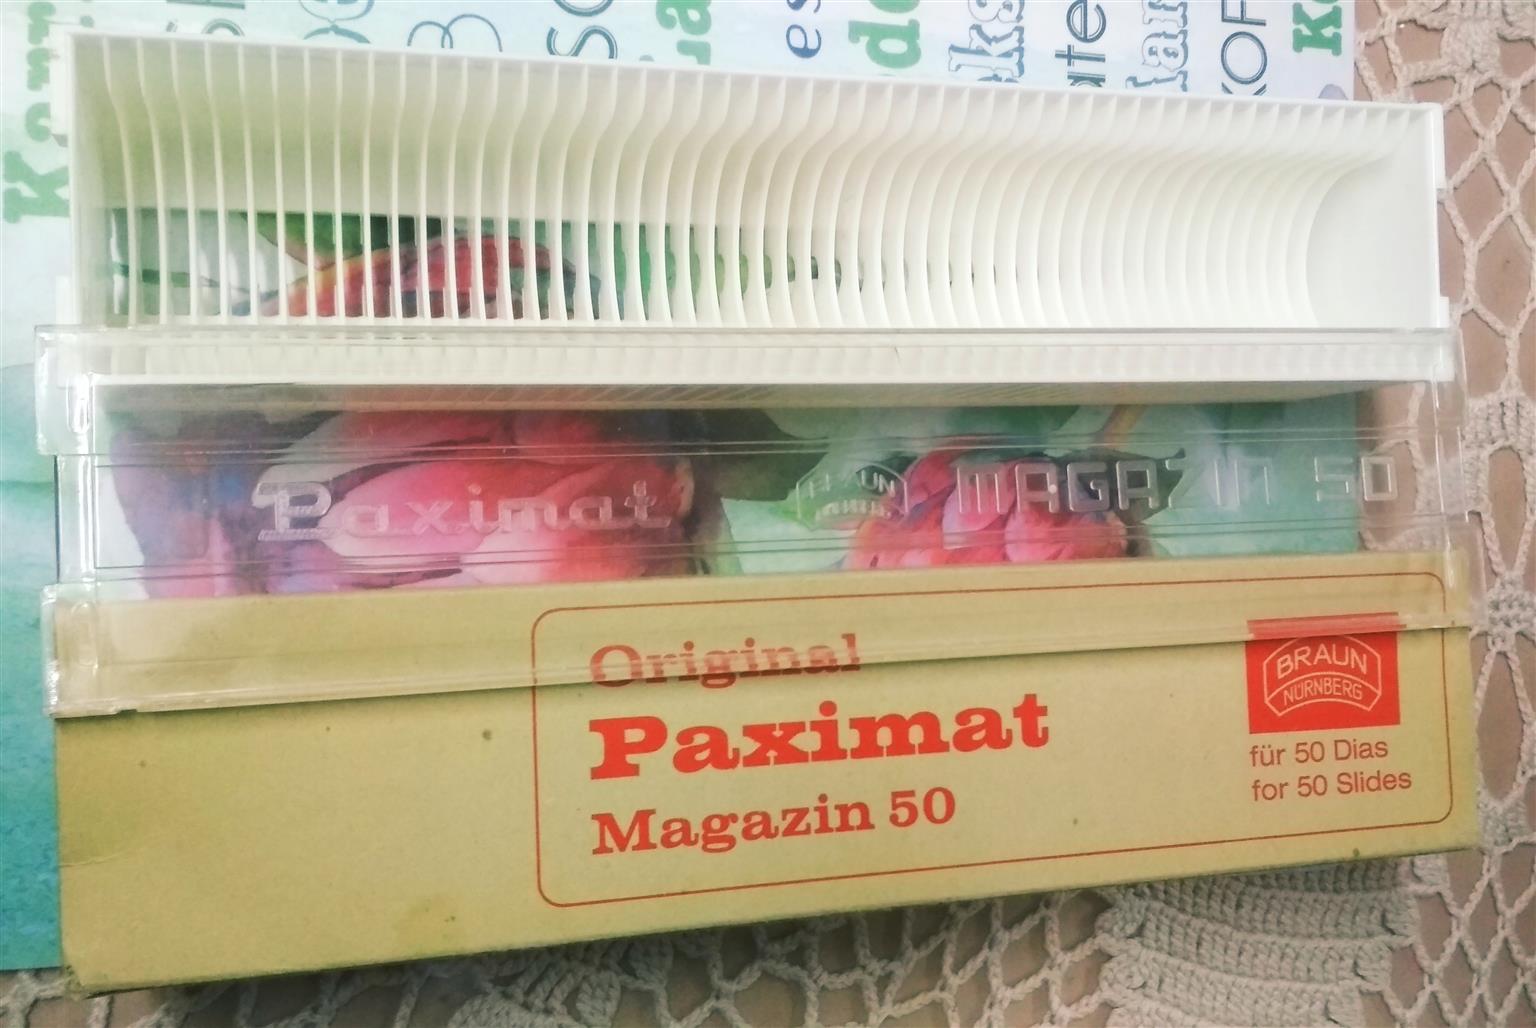 Paximat BRAUN MAGAZIN 50
Original
Paximat
Magazin 50
BRAUN
NÜRNBERG
für 50 Dias
for 50 Slides